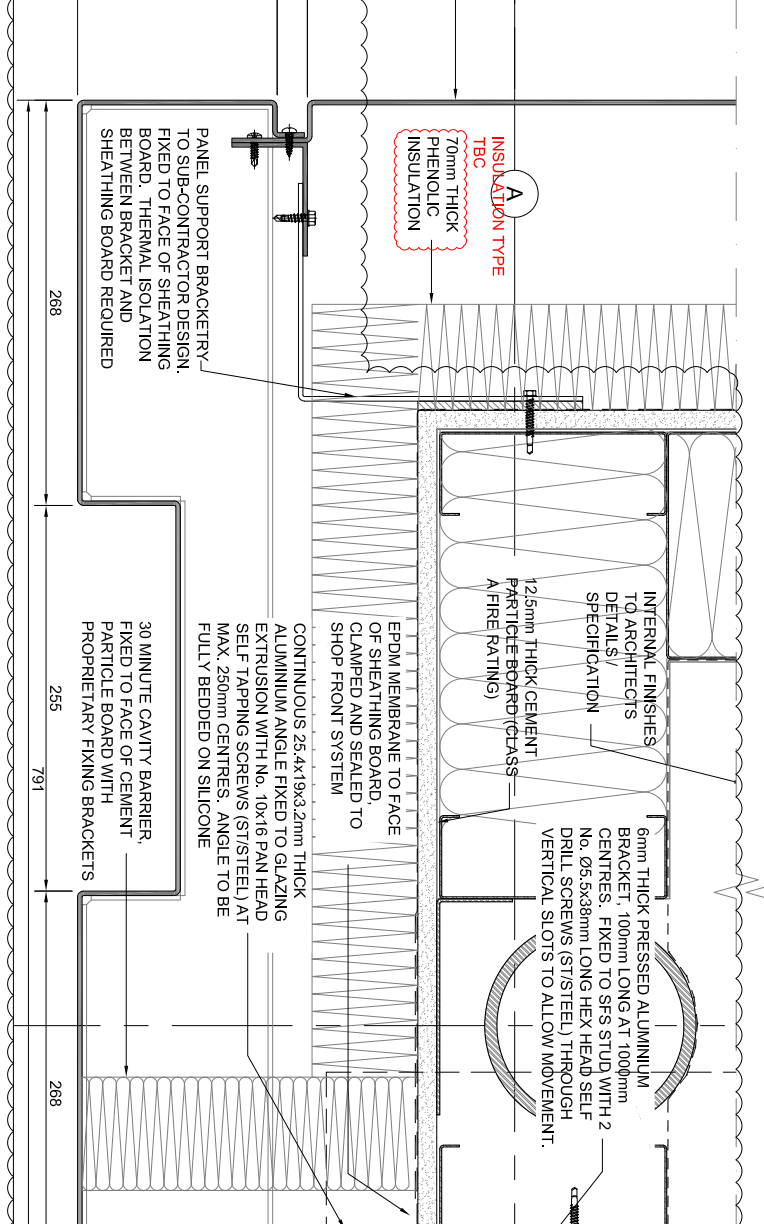 INSULATION TYPE
TBC
A
70mm THICK
PHENOLIC
INSULATION
PANEL SUPPORT BRACKETRY
TO SUB-CONTRACTOR DESIGN.
FIXED TO FACE OF SHEATHING
BOARD. THERMAL ISOLATION
BETWEEN BRACKET AND
SHEATHING BOARD REQUIRED
268
INTERNAL FINISHES
TO ARCHITECTS
DETAILS /
SPECIFICATION
12.5mm THICK CEMENT
PARTICLE BOARD (CLASS
A FIRE RATING)
EPDM MEMBRANE TO FACE
OF SHEATHING BOARD,
CLAMPED AND SEALED TO
SHOP FRONT SYSTEM
CONTINUOUS 25.4x19x3.2mm THICK
ALUMINIUM ANGLE FIXED TO GLAZING
EXTRUSION WITH No. 10x16 PAN HEAD
SELF TAPPING SCREWS (ST/STEEL) AT
MAX. 250mm CENTRES. ANGLE TO BE
FULLY BEDDED ON SILICONE
30 MINUTE CAVITY BARRIER,
FIXED TO FACE OF CEMENT
PARTICLE BOARD WITH
PROPRIETARY FIXING BRACKETS
255
791
6mm THICK PRESSED ALUMINIUM
BRACKET, 100mm LONG AT 1000mm
CENTRES. FIXED TO SFS STUD WITH 2
No. Ø5.5x38mm LONG HEX HEAD SELF
DRILL SCREWS (ST/STEEL) THROUGH
VERTICAL SLOTS TO ALLOW MOVEMENT.
268